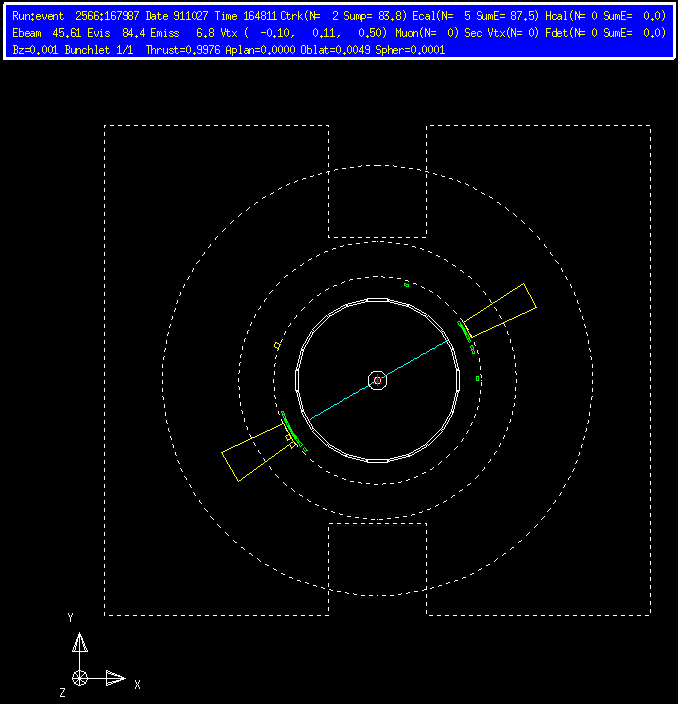 Run:event 2566:167987 Date 911027 Time 164811 Ctrk(N= 2 Sump= 83.8) Ecal(N= 5 SumE= 87.5) Hcal(N= 0 SumE= 0.0)
Ebeam 45.61 Evis 84.4 Emiss 6.8 Vtx ( -0.10, 0.11, 0.50) Muon(N= 0) Sec Vtx(N= 0) Fdet(N= 0 SumE= 0.0)
Bz=0.001 Bunchlet 1/1 Thrust=0.9976 Aplan=0.0000 Oblat=0.0049 Spher=0.0001
Y
X
Z